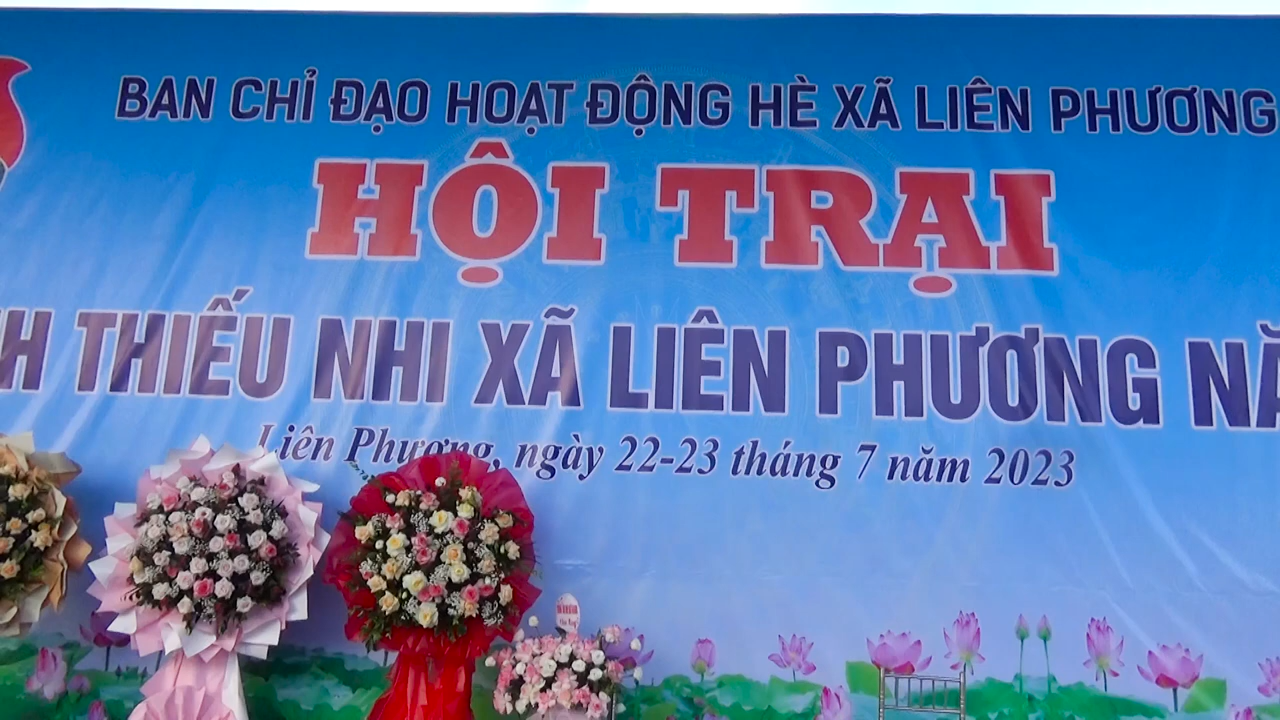 BAN CHỈ ĐẠO HOẠT ĐỘNG HÈ XÃ LIÊN PHƯƠNG
HỘI TRẠI
THIẾU NHI XÃ LIÊN PHƯƠNG
Liên Phương, ngày 22-23 tháng 7 năm 2023